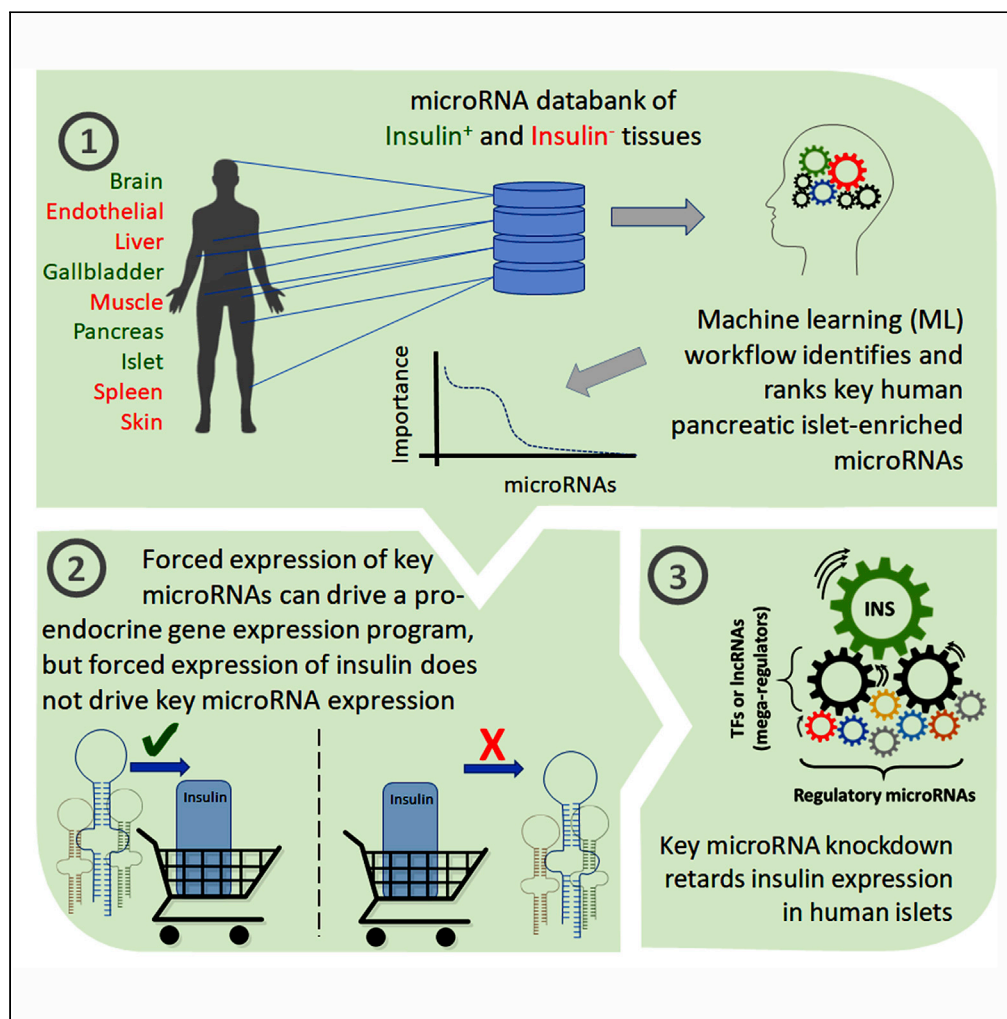 1
microRNA databank of
Insulin⁺ and Insulin⁻ tissues
Brain
Endothelial
Liver
Gallbladder
Muscle
Pancreas
Islet
Spleen
Skin
Machine learning (ML)
workflow identifies and
ranks key human
pancreatic islet-enriched
microRNAs
Importance
microRNAs
2
Forced expression of key
microRNAs can drive a pro-
endocrine gene expression program,
but forced expression of insulin does
not drive key microRNA expression
Insulin
X
Insulin
3
INS
TFs or lncRNAs
(mega-regulators)
Regulatory microRNAs
Key microRNA knockdown
retards insulin expression
in human islets